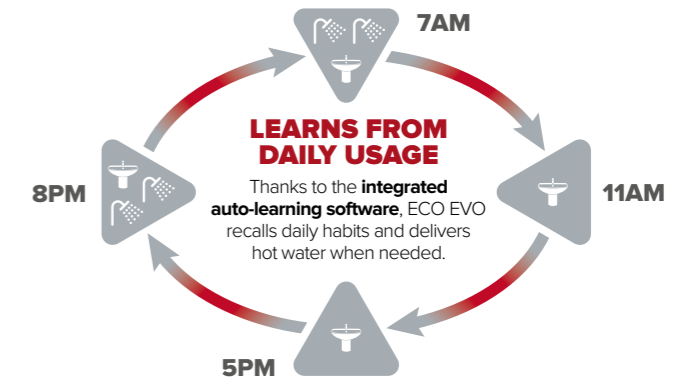 7AM
LEARNS FROM
DAILY USAGE
Thanks to the integrated
auto-learning software, ECO EVO
recalls daily habits and delivers
hot water when needed.
8PM
11AM
5PM